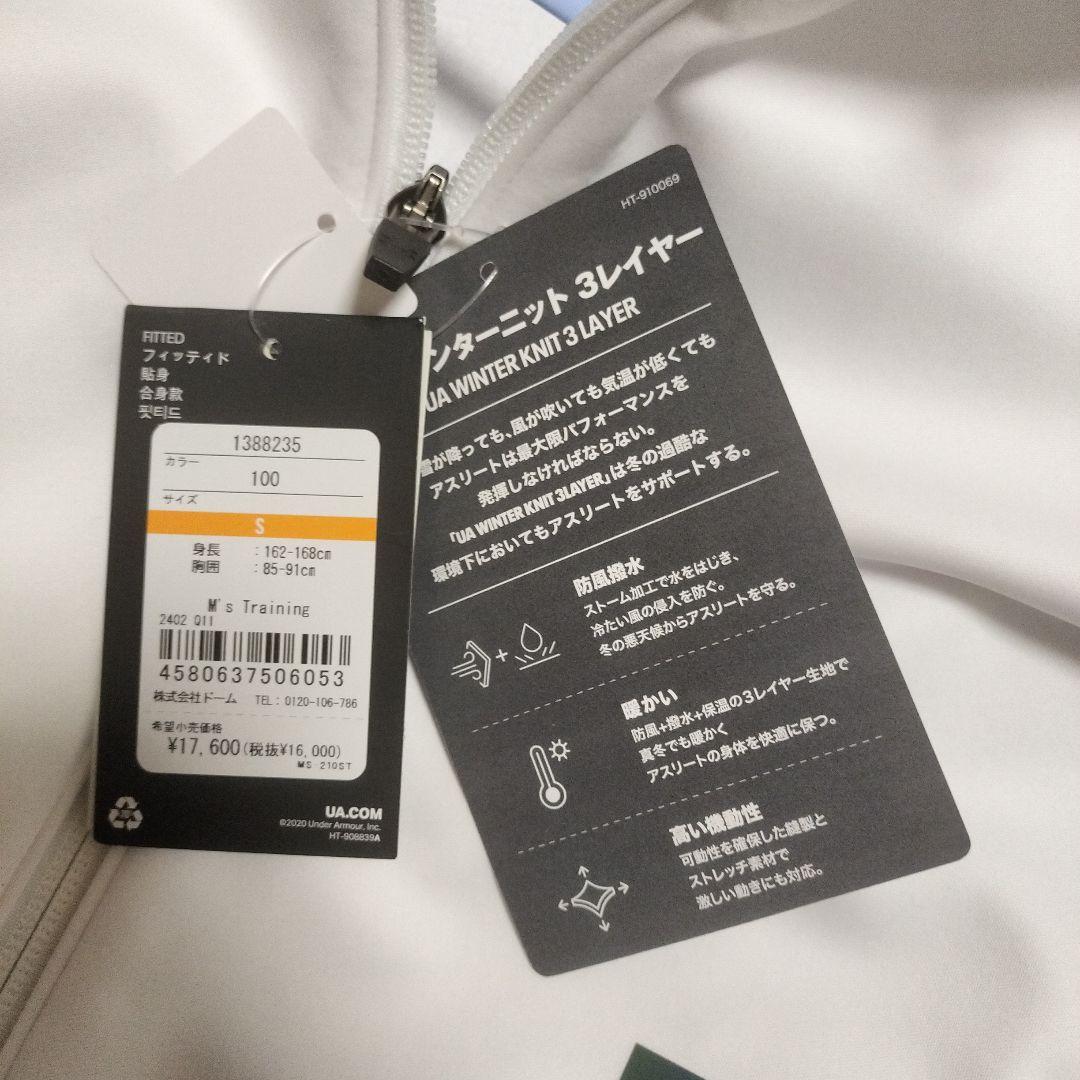 FITTED
フィッティド
貼身
合身款
핏티드
1388235
カラー
100
サイズ
S
身長 : 162-168cm
胸囲 : 85-91cm
M's Training
2402 QII
4580637506053
株式会社ドーム TEL: 0120-106-786
希望小売価格
¥17,600(税抜¥16,000)
MS 210ST
UA.COM
©2020 Under Armour, Inc.
HT-908839A
HT-910069
ンターニット 3レイヤー
UA WINTER KNIT 3 LAYER
雪が降っても、風が吹いても気温が低くても
アスリートは最大限パフォーマンスを
発揮しなければならない。
「UA WINTER KNIT 3LAYER」は冬の過酷な
環境下においてもアスリートをサポートする。
防風撥水
ストーム加工で水をはじき、
冷たい風の侵入を防ぐ。
冬の悪天候からアスリートを守る。
暖かい
防風+撥水+保温の3レイヤー生地で
真冬でも暖かく
アスリートの身体を快適に保つ。
高い機動性
可動性を確保した縫製と
ストレッチ素材で
激しい動きにも対応。